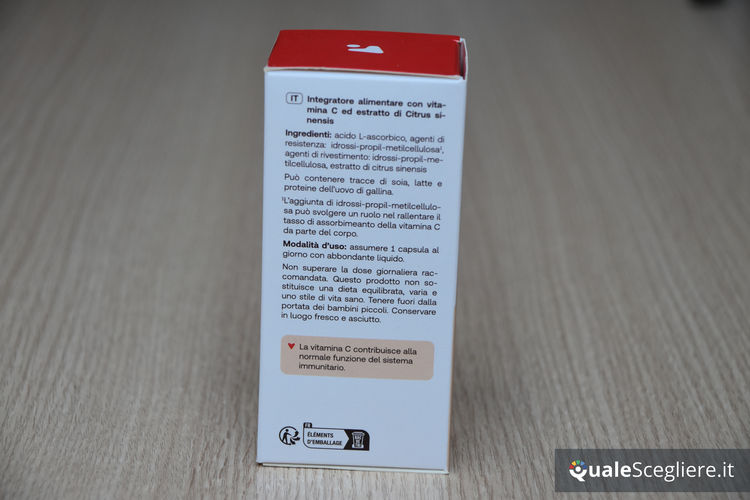 IT Integratore alimentare con vita-
mina C ed estratto di Citrus si-
nensis
Ingredienti: acido L-ascorbico, agenti di
resistenza: idrossi-propil-metilcellulosa¹,
agenti di rivestimento: idrossi-propil-me-
tilcellulosa, estratto di citrus sinensis
Può contenere tracce di soia, latte e
proteine dell'uovo di gallina.
¹L'aggiunta di idrossi-propil-metilcellulo-
sa può svolgere un ruolo nel rallentare il
tasso di assorbimeanto della vitamina C
da parte del corpo.
Modalità d'uso: assumere 1 capsula al
giorno con abbondante liquido.
Non superare la dose giornaliera rac-
comandata. Questo prodotto non so-
stituisce una dieta equilibrata, varia e
uno stile di vita sano. Tenere fuori dalla
portata dei bambini piccoli. Conservare
in luogo fresco e asciutto.
La vitamina C contribuisce alla
normale funzione del sistema
immunitario.
FR
ÉLÉMENTS
D'EMBALLAGE
QualeScegliere.it